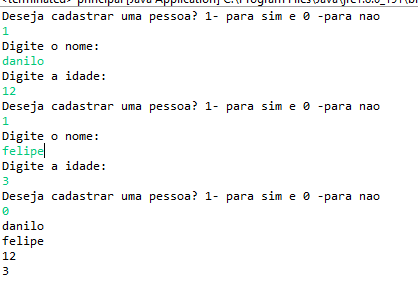 <terminated> principal [Java Application] C:\Program Files\Java\jre1.8.0_191\b
Deseja cadastrar uma pessoa? 1- para sim e 0 -para nao
1
Digite o nome:
danilo
Digite a idade:
12
Deseja cadastrar uma pessoa? 1- para sim e 0 -para nao
1
Digite o nome:
felipe
Digite a idade:
3
Deseja cadastrar uma pessoa? 1- para sim e 0 -para nao
0
danilo
felipe
12
3